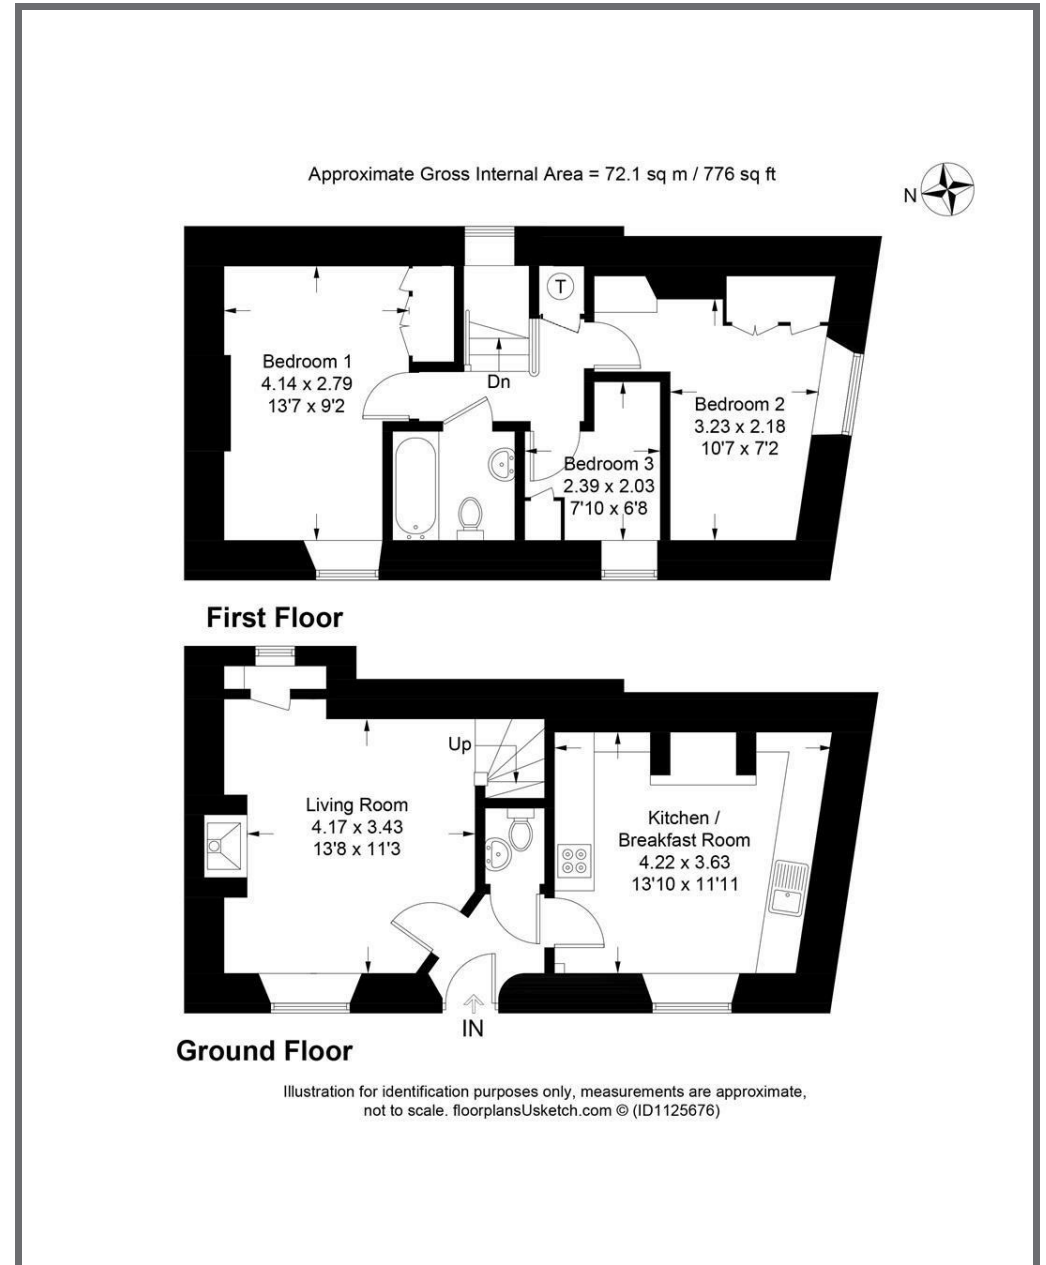 Approximate Gross Internal Area = 72.1 sq m / 776 sq ft
N
T
Bedroom 1
4.14 x 2.79
13'7 x 9'2
Dn
Bedroom 2
3.23 x 2.18
10'7 x 7'2
Bedroom 3
2.39 x 2.03
7'10 x 6'8
First Floor
Up
Living Room
4.17 x 3.43
13'8 x 11'3
Kitchen /
Breakfast Room
4.22 x 3.63
13'10 x 11'11
IN
Ground Floor
Illustration for identification purposes only, measurements are approximate,
not to scale. floorplansUsketch.com © (ID1125676)